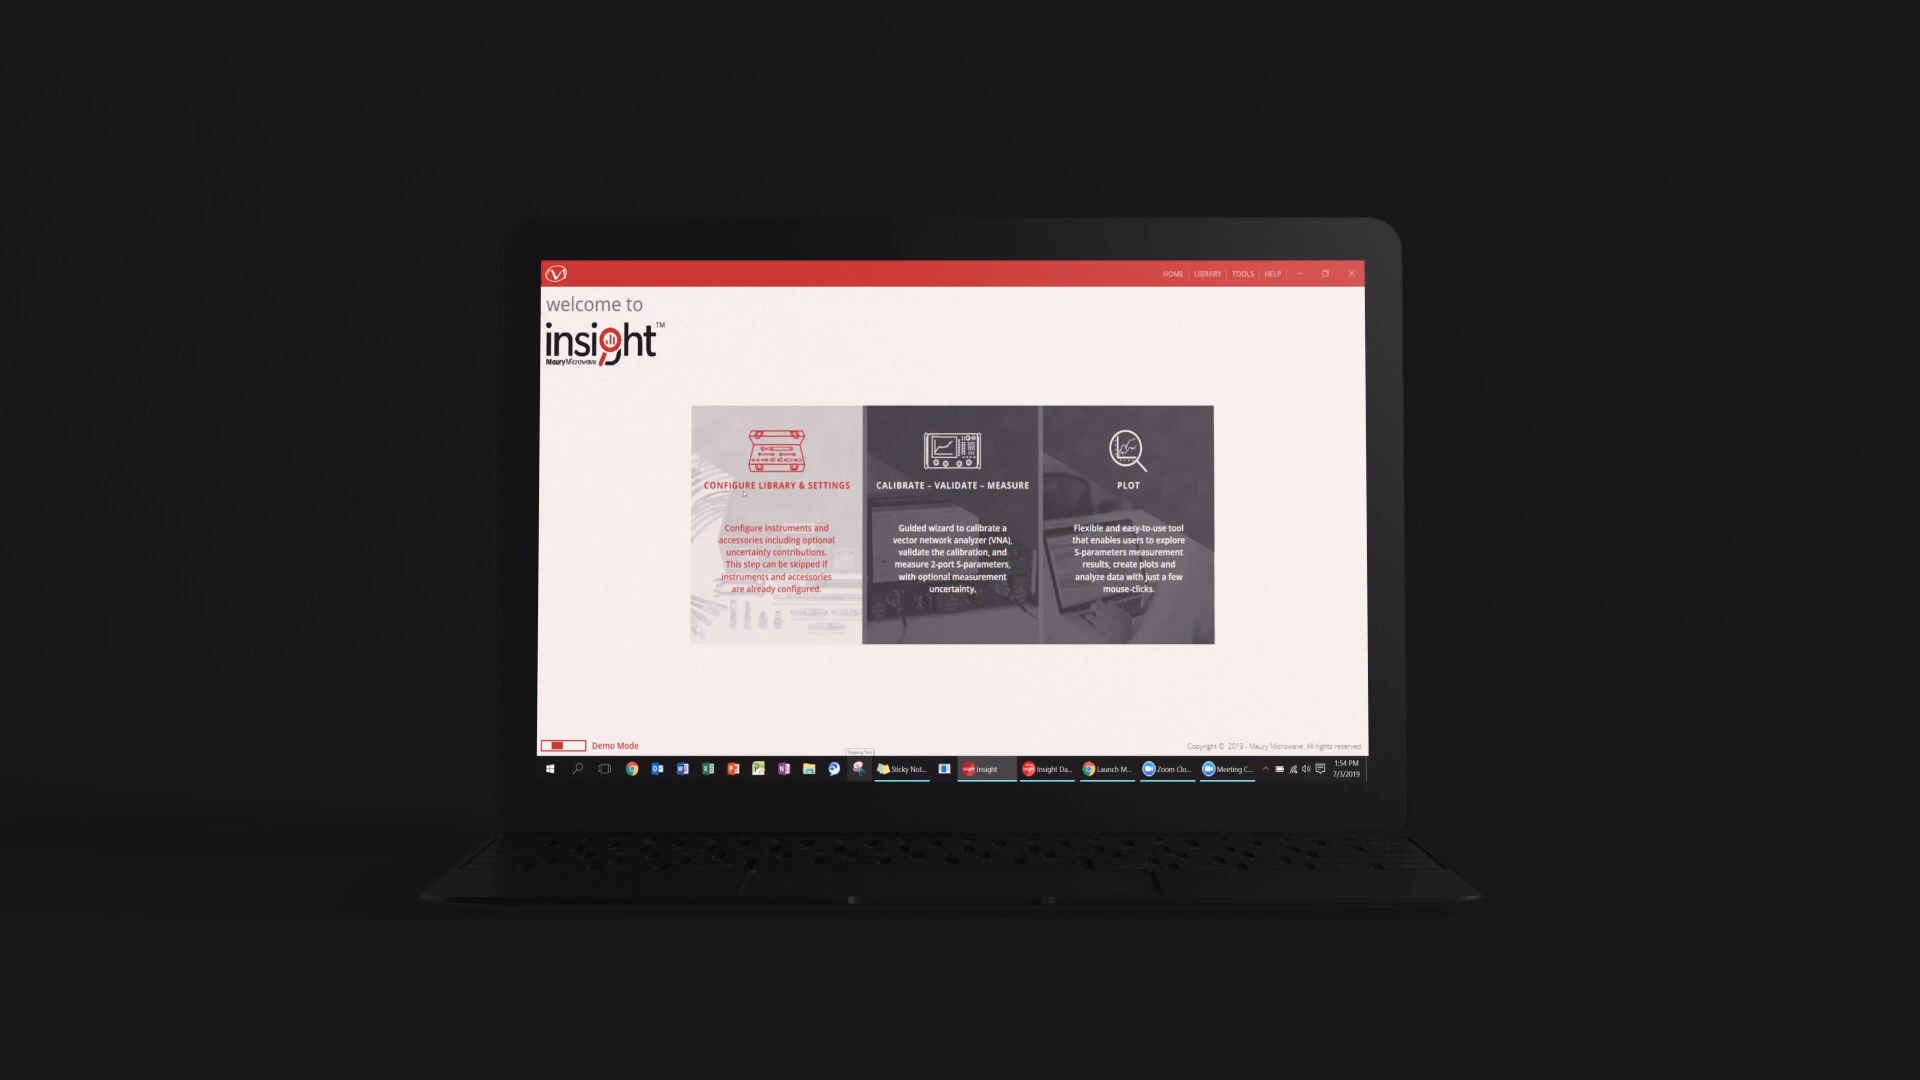 HOME
LIBRARY
TOOLS
HELP
welcome to
insight™
Maury Microwave
CONFIGURE LIBRARY & SETTINGS
Configure instruments and
accessories including optional
uncertainty contributions.
This step can be skipped if
instruments and accessories
are already configured.
CALIBRATE – VALIDATE – MEASURE
Guided wizard to calibrate a
vector network analyzer (VNA),
validate the calibration, and
measure 2-port S-parameters,
with optional measurement
uncertainty.
PLOT
Flexible and easy-to-use tool
that enables users to explore
S-parameters measurement
results, create plots and
analyze data with just a few
mouse-clicks.
Demo Mode
Copyright © 2019 - Maury Microwave. All rights reserved.
Snipping Tool
Sticky Not...
Insight
Insight Da...
Launch M...
Zoom Clo...
Meeting C...
1:54 PM
7/3/2019